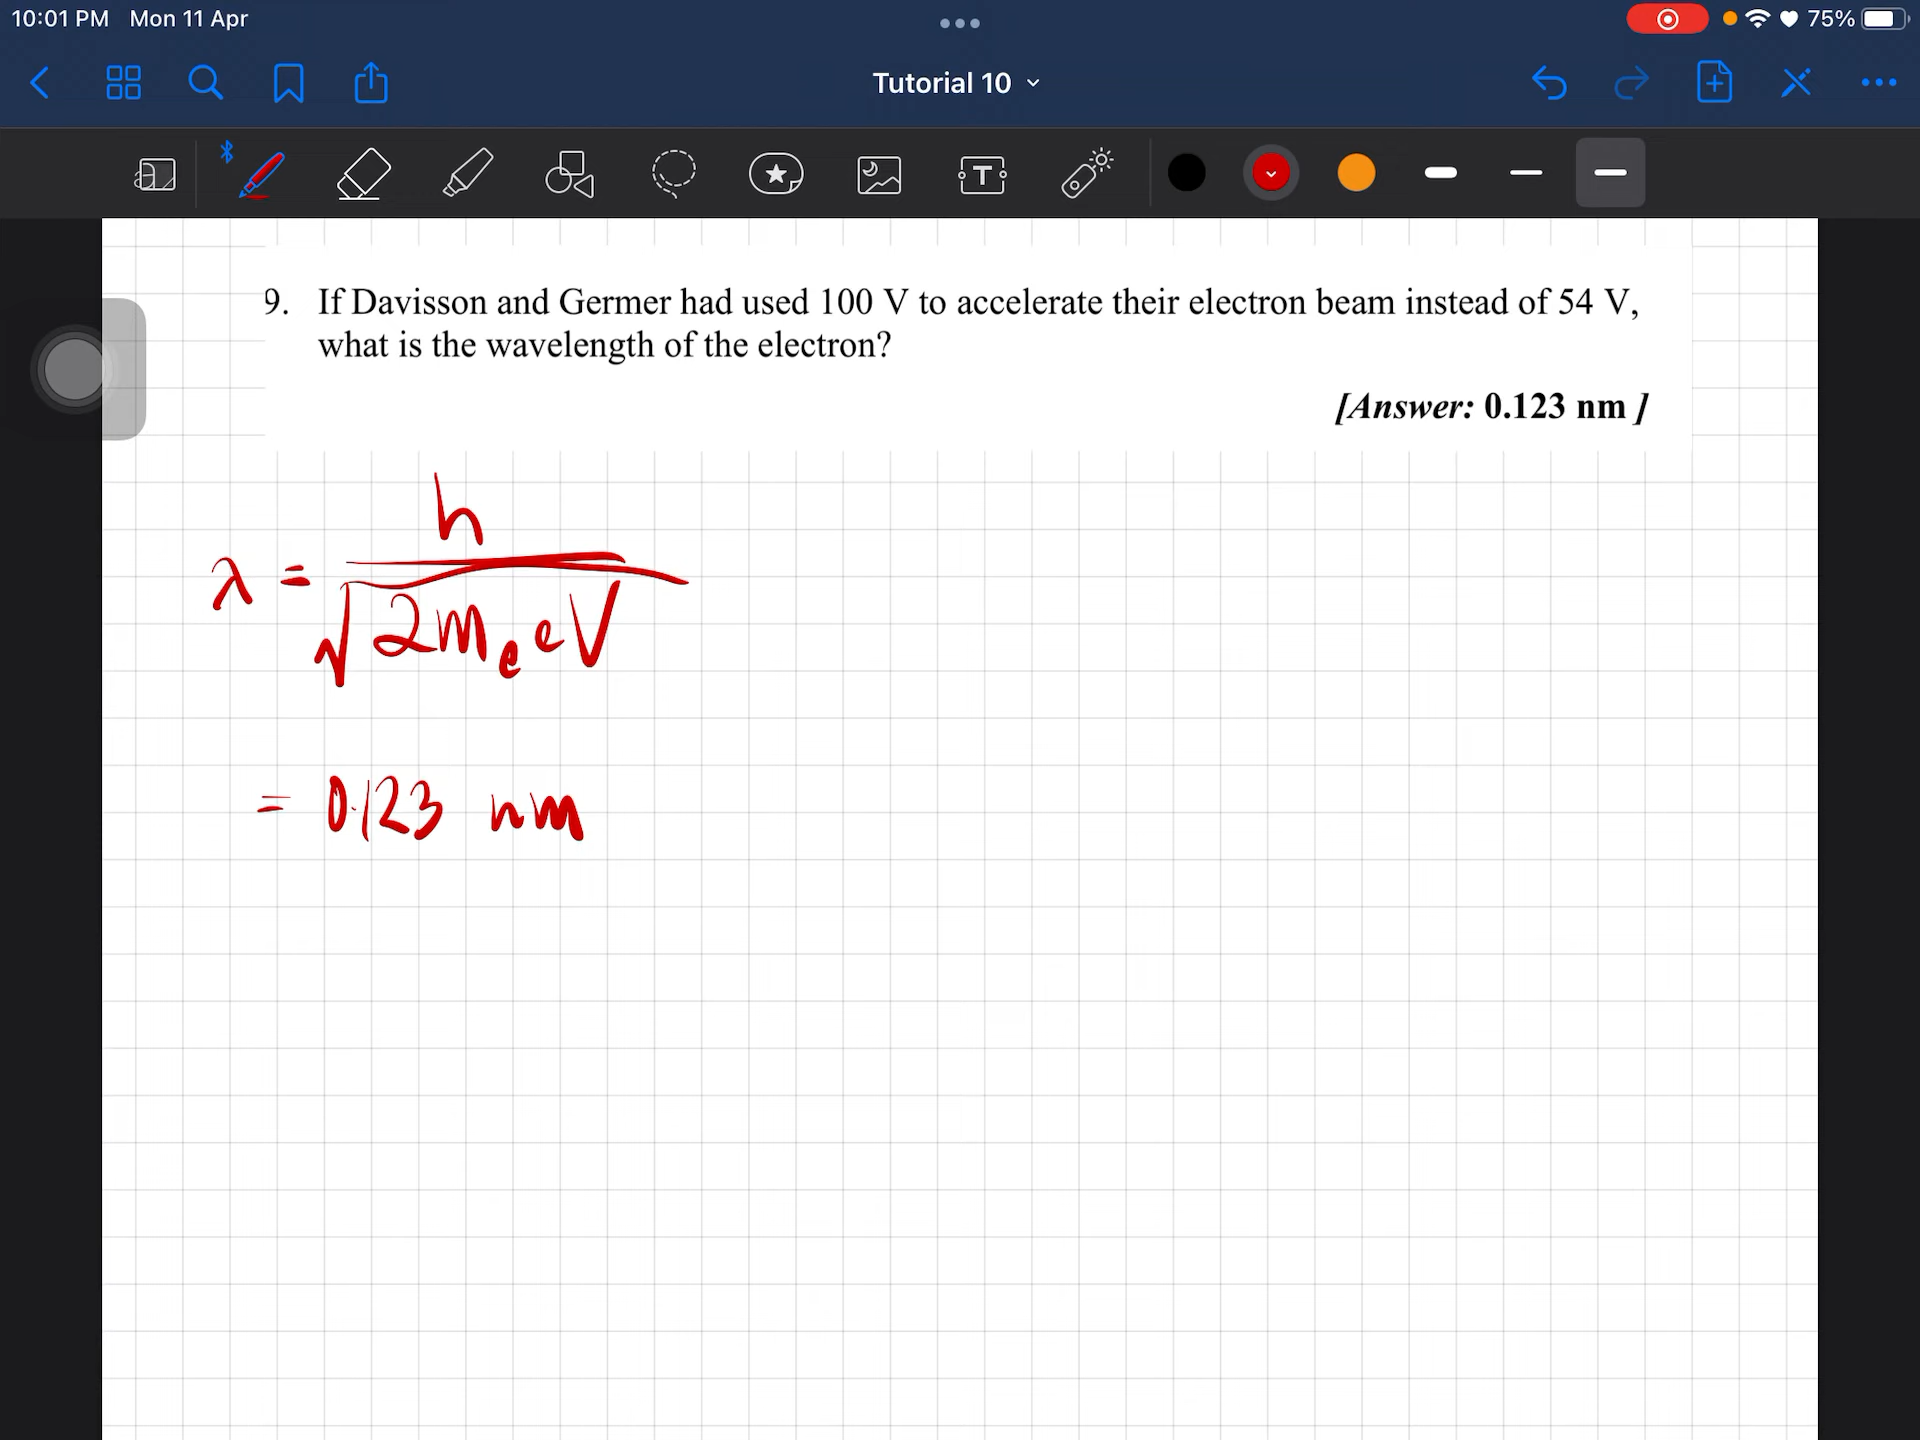 10:01 PM Mon 11 Apr
75%
Tutorial 10
9. If Davisson and Germer had used 100 V to accelerate their electron beam instead of 54 V,
what is the wavelength of the electron?
[Answer: 0.123 nm ]
λ = h / √2mₑeV
= 0.123 nm